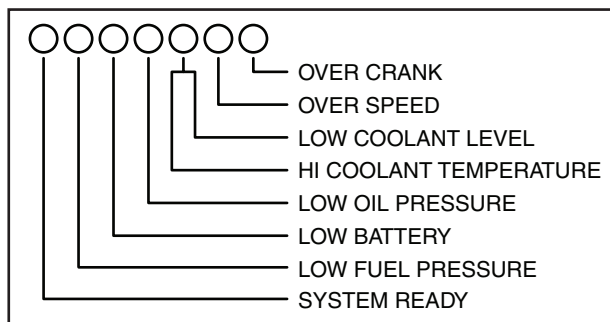 OVER CRANK
OVER SPEED
LOW COOLANT LEVEL
HI COOLANT TEMPERATURE
LOW OIL PRESSURE
LOW BATTERY
LOW FUEL PRESSURE
SYSTEM READY